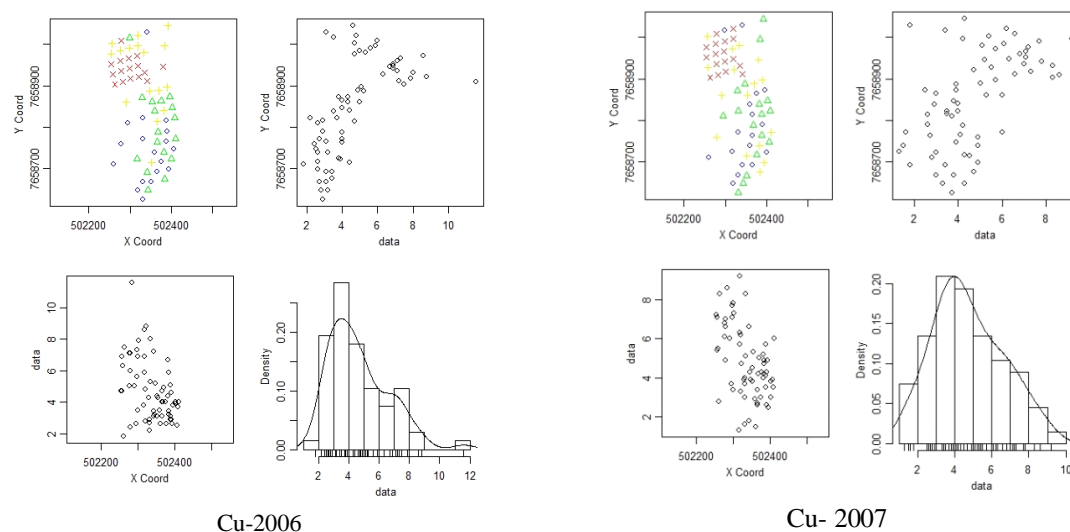 Y Coord
7658700 7658900
502200 502400
X Coord
Y Coord
7658700 7658900
2 4 6 8 10
data
Y Coord
7658700 7658900
502200 502400
X Coord
Y Coord
7658700 7658900
2 4 6 8
data
data
2 4 6 8 10
502200 502400
X Coord
Density
0.00 0.10 0.20
2 4 6 8 10 12
data
data
2 4 6 8
502200 502400
X Coord
Density
0.00 0.05 0.10 0.15 0.20
2 4 6 8 10
data
Cu-2006
Cu- 2007